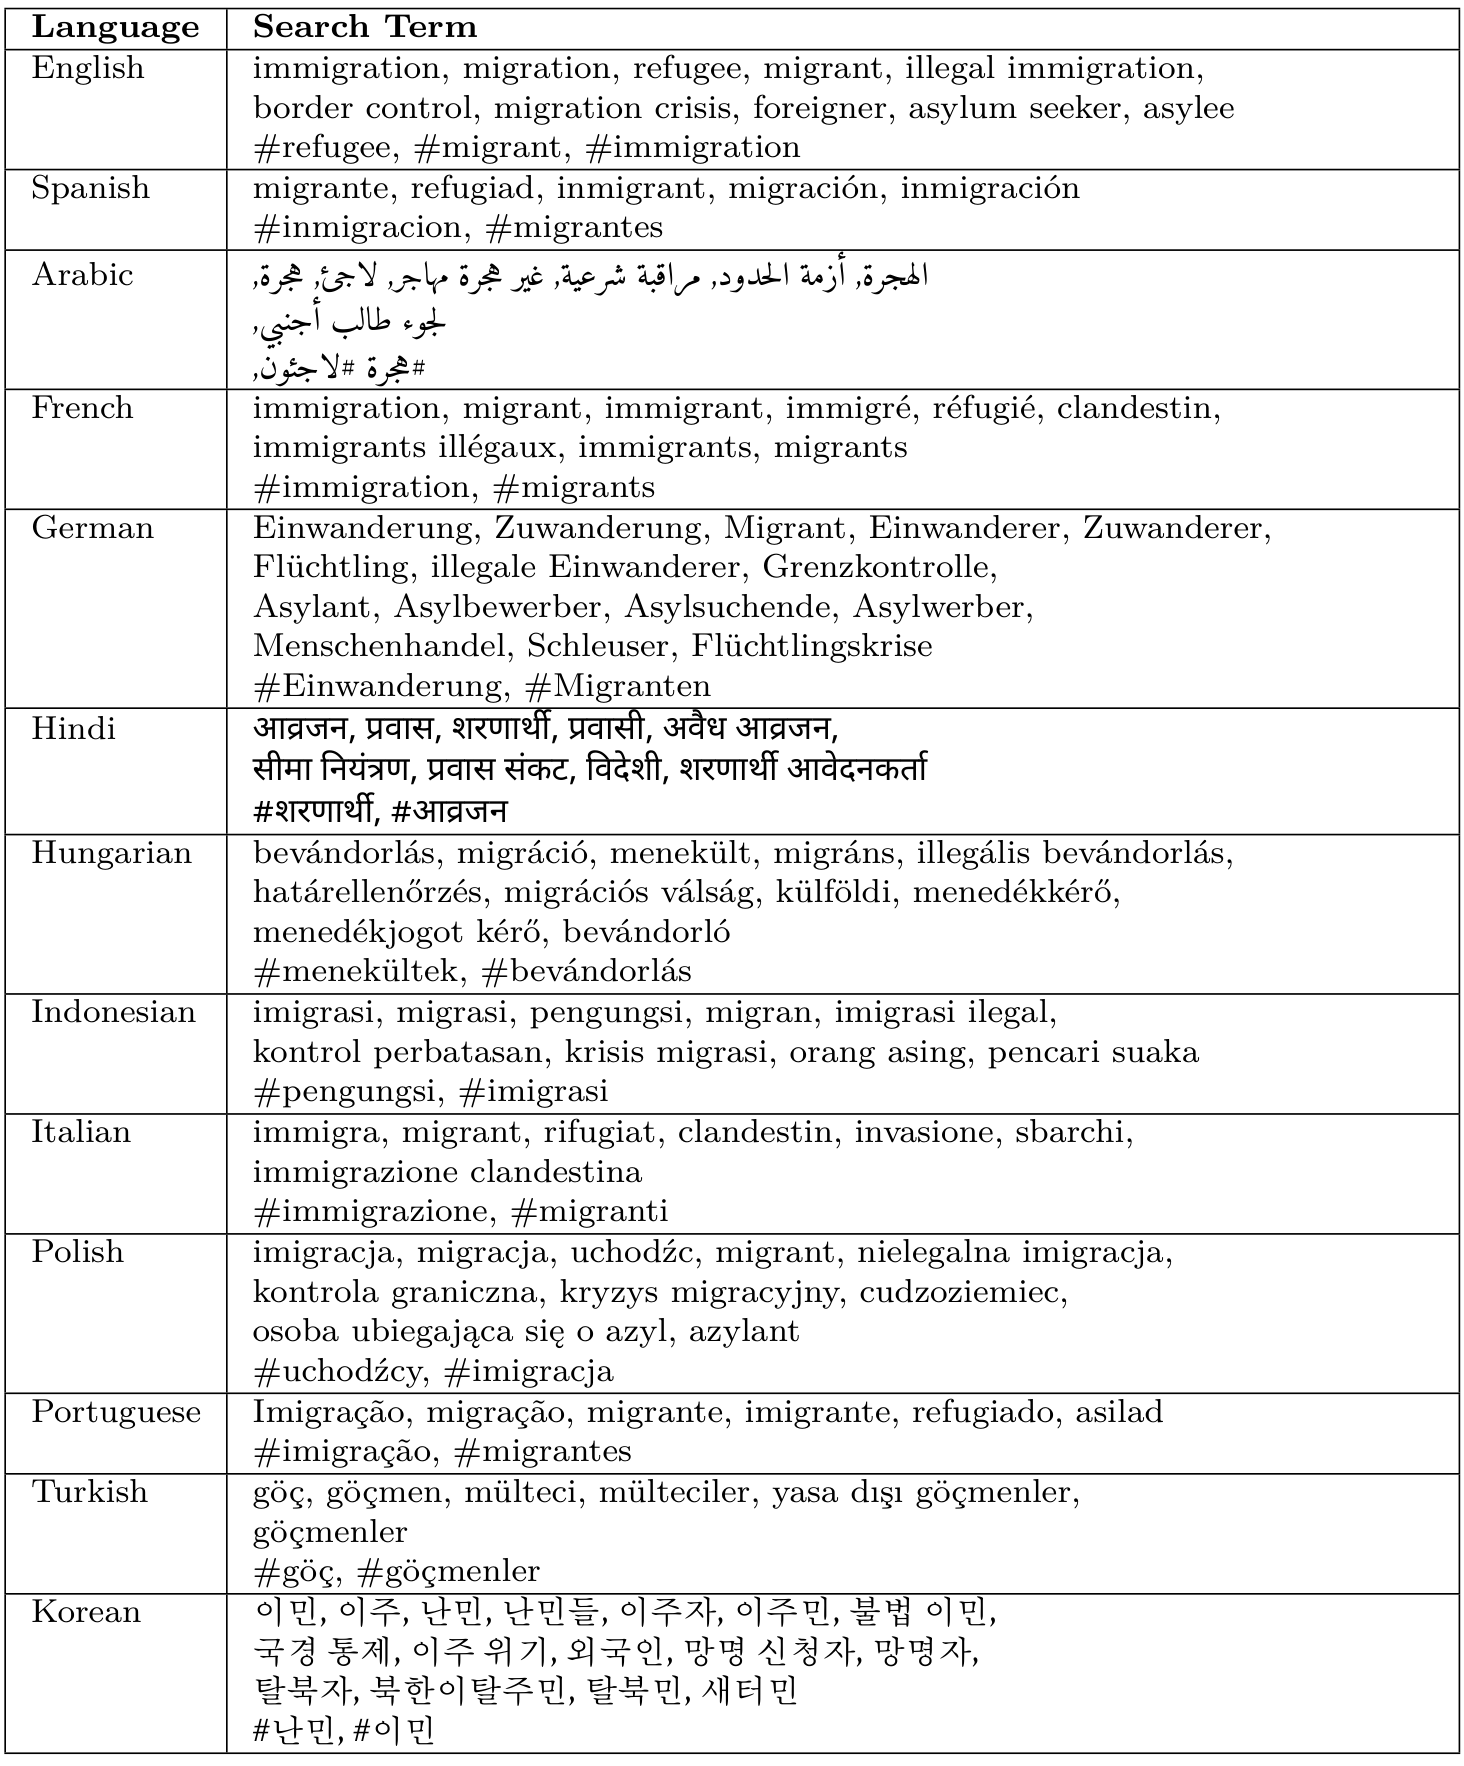 Language Search Term
English immigration, migration, refugee, migrant, illegal immigration,
border control, migration crisis, foreigner, asylum seeker, asylee
#refugee, #migrant, #immigration
Spanish migrante, refugiad, inmigrant, migración, inmigración
#inmigracion, #migrantes
Arabic الهجرة, أزمة الحدود, مراقبة شرعية, غير هجرة مهاجر, لاجئ, هجرة,
لجوء طالب أجنبي,
#هجرة #لاجئون,
French immigration, migrant, immigrant, immigré, réfugié, clandestin,
immigrants illégaux, immigrants, migrants
#immigration, #migrants
German Einwanderung, Zuwanderung, Migrant, Einwanderer, Zuwanderer,
Flüchtling, illegale Einwanderer, Grenzkontrolle,
Asylant, Asylbewerber, Asylsuchende, Asylwerber,
Menschenhandel, Schleuser, Flüchtlingskrise
#Einwanderung, #Migranten
Hindi आव्रजन, प्रवास, शरणार्थी, प्रवासी, अवैध आव्रजन,
सीमा नियंत्रण, प्रवास संकट, विदेशी, शरणार्थी आवेदनकर्ता
#शरणार्थी, #आव्रजन
Hungarian bevándorlás, migráció, menekült, migráns, illegális bevándorlás,
határellenőrzés, migrációs válság, külföldi, menedékkérő,
menedékjogot kérő, bevándorló
#menekültek, #bevándorlás
Indonesian imigrasi, migrasi, pengungsi, migran, imigrasi ilegal,
kontrol perbatasan, krisis migrasi, orang asing, pencari suaka
#pengungsi, #imigrasi
Italian immigra, migrant, rifugiat, clandestin, invasione, sbarchi,
immigrazione clandestina
#immigrazione, #migranti
Polish imigracja, migracja, uchodźc, migrant, nielegalna imigracja,
kontrola graniczna, kryzys migracyjny, cudzoziemiec,
osoba ubiegająca się o azyl, azylant
#uchodźcy, #imigracja
Portuguese Imigração, migração, migrante, imigrante, refugiado, asilad
#imigração, #migrantes
Turkish göç, göçmen, mülteci, mülteciler, yasa dışı göçmenler,
göçmenler
#göç, #göçmenler
Korean 이민, 이주, 난민, 난민들, 이주자, 이주민, 불법 이민,
국경 통제, 이주 위기, 외국인, 망명 신청자, 망명자,
탈북자, 북한이탈주민, 탈북민, 새터민
#난민, #이민